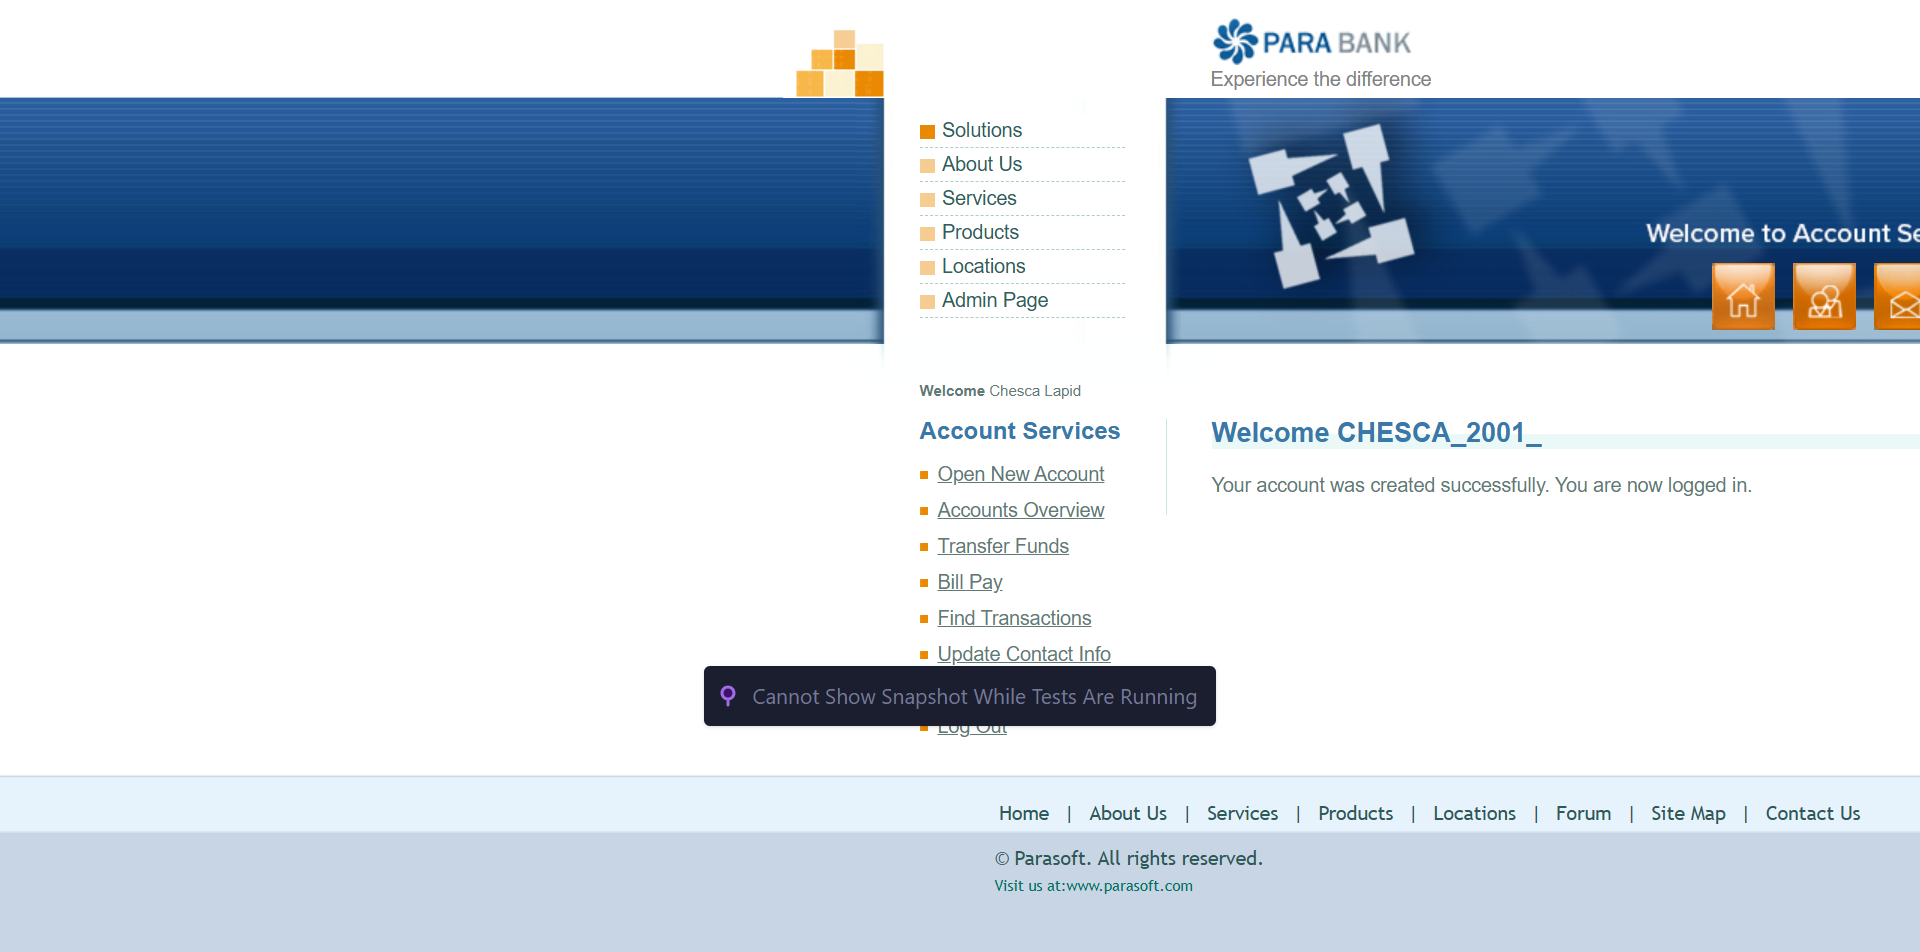 PARA BANK
Experience the difference
Solutions
About Us
Services
Products
Locations
Admin Page
Welcome to Account Se
Welcome Chesca Lapid
Account Services
Open New Account
Accounts Overview
Transfer Funds
Bill Pay
Find Transactions
Update Contact Info
Log Out
Welcome CHESCA_2001_
Your account was created successfully. You are now logged in.
Cannot Show Snapshot While Tests Are Running
Home | About Us | Services | Products | Locations | Forum | Site Map | Contact Us
© Parasoft. All rights reserved.
Visit us at:www.parasoft.com